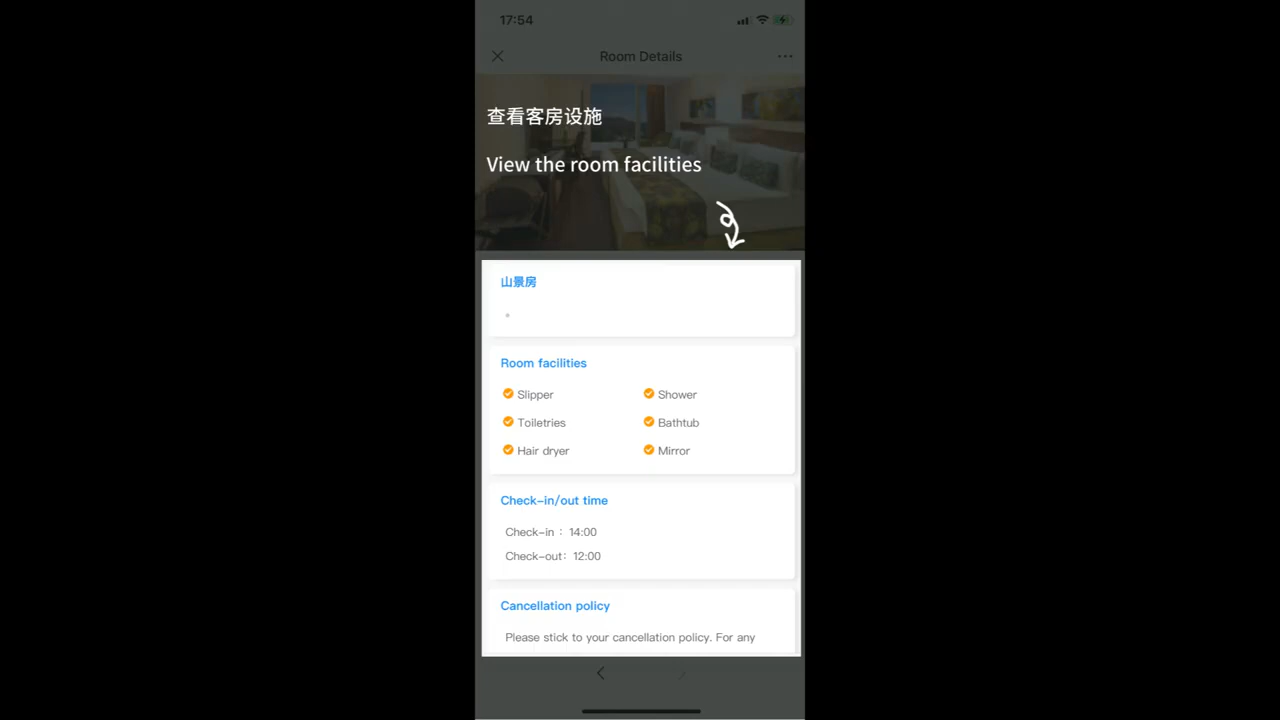 17:54
Room Details
查看客房设施
View the room facilities
山景房
Room facilities
Slipper
Shower
Toiletries
Bathtub
Hair dryer
Mirror
Check-in/out time
Check-in : 14:00
Check-out: 12:00
Cancellation policy
Please stick to your cancellation policy. For any